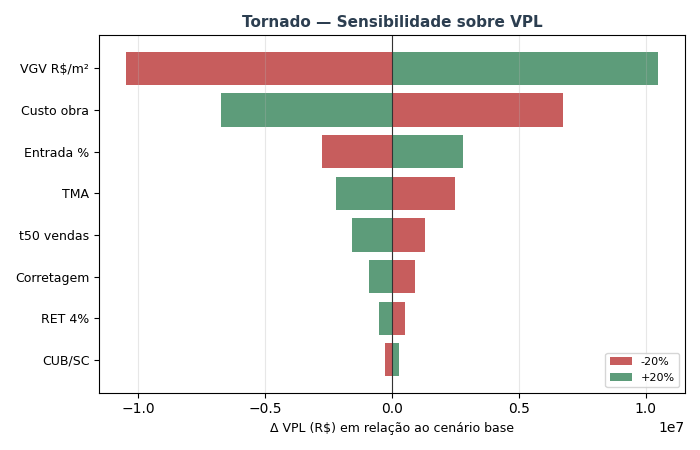 Tornado — Sensibilidade sobre VPL
VGV R$/m²
Custo obra
Entrada %
TMA
t50 vendas
Corretagem
RET 4%
CUB/SC
-20%
+20%
−1.0
−0.5
0.0
0.5
1.0
1e7
Δ VPL (R$) em relação ao cenário base